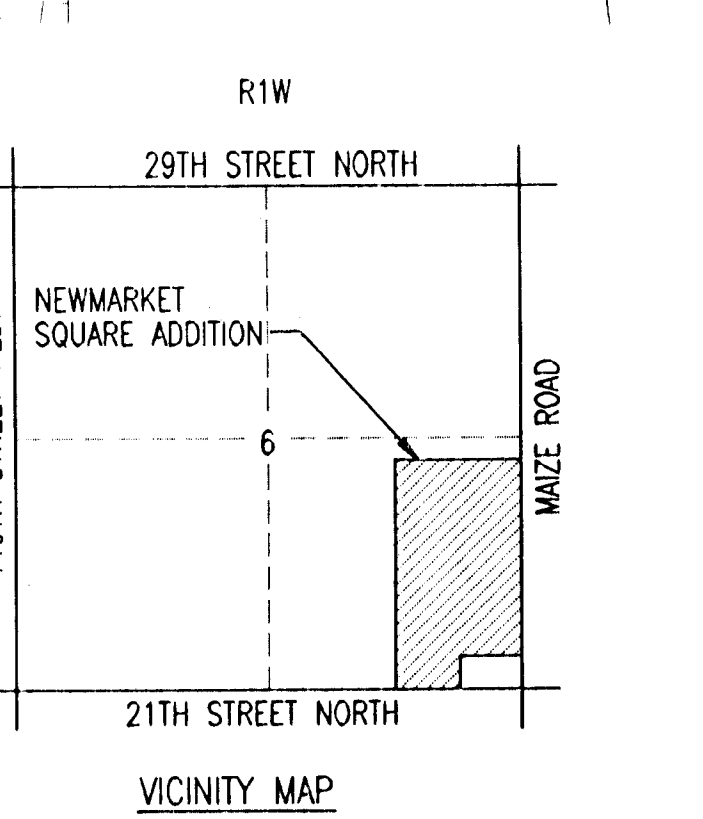 R1W
29TH STREET NORTH
NEWMARKET
SQUARE ADDITION
MAIZE ROAD
6
21TH STREET NORTH
VICINITY MAP